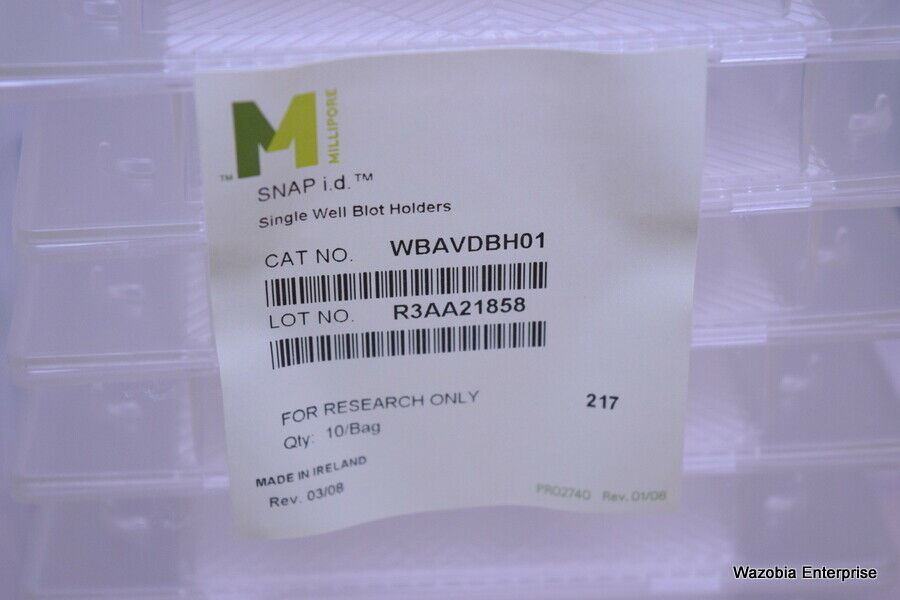 MILLIPORE
TM
SNAP i.d.™
Single Well Blot Holders
CAT NO. WBAVDBH01
LOT NO. R3AA21858
FOR RESEARCH ONLY 217
Qty: 10/Bag
MADE IN IRELAND
Rev. 03/08
PR02740 Rev. 01/08
Wazobia Enterprise